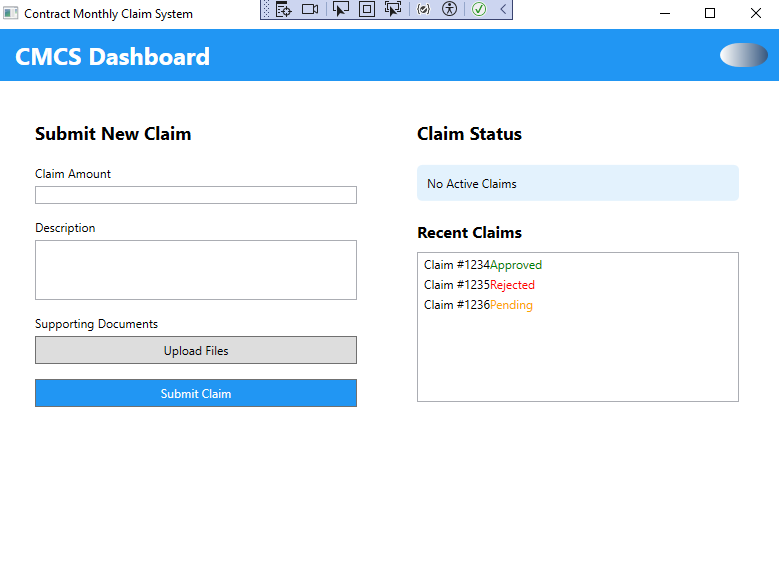 Contract Monthly Claim System
CMCS Dashboard
Submit New Claim
Claim Amount
Description
Supporting Documents
Upload Files
Submit Claim
Claim Status
No Active Claims
Recent Claims
Claim #1234Approved
Claim #1235Rejected
Claim #1236Pending